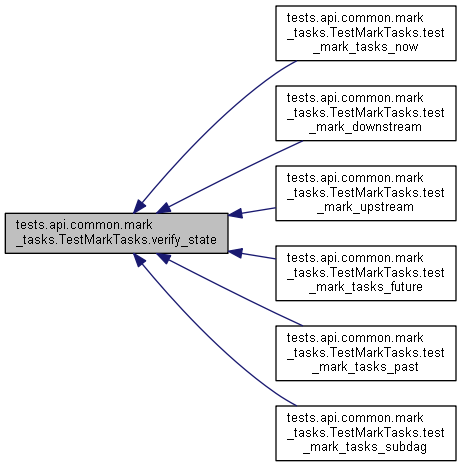 tests.api.common.mark
_tasks.TestMarkTasks.test
_mark_tasks_now
tests.api.common.mark
_tasks.TestMarkTasks.test
_mark_downstream
tests.api.common.mark
_tasks.TestMarkTasks.test
_mark_upstream
tests.api.common.mark
_tasks.TestMarkTasks.verify_state
tests.api.common.mark
_tasks.TestMarkTasks.test
_mark_tasks_future
tests.api.common.mark
_tasks.TestMarkTasks.test
_mark_tasks_past
tests.api.common.mark
_tasks.TestMarkTasks.test
_mark_tasks_subdag